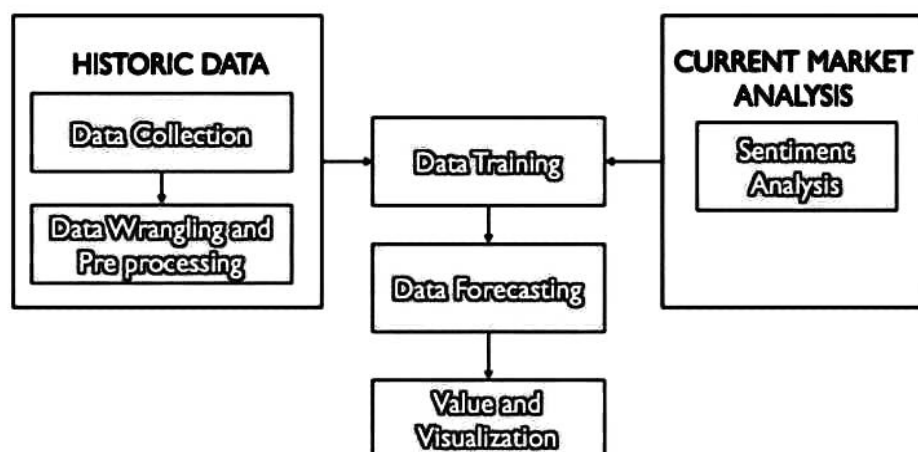 HISTORIC DATA
Data Collection
Data Wrangling and
Pre processing
Data Training
Data Forecasting
Value and
Visualization
CURRENT MARKET
ANALYSIS
Sentiment
Analysis